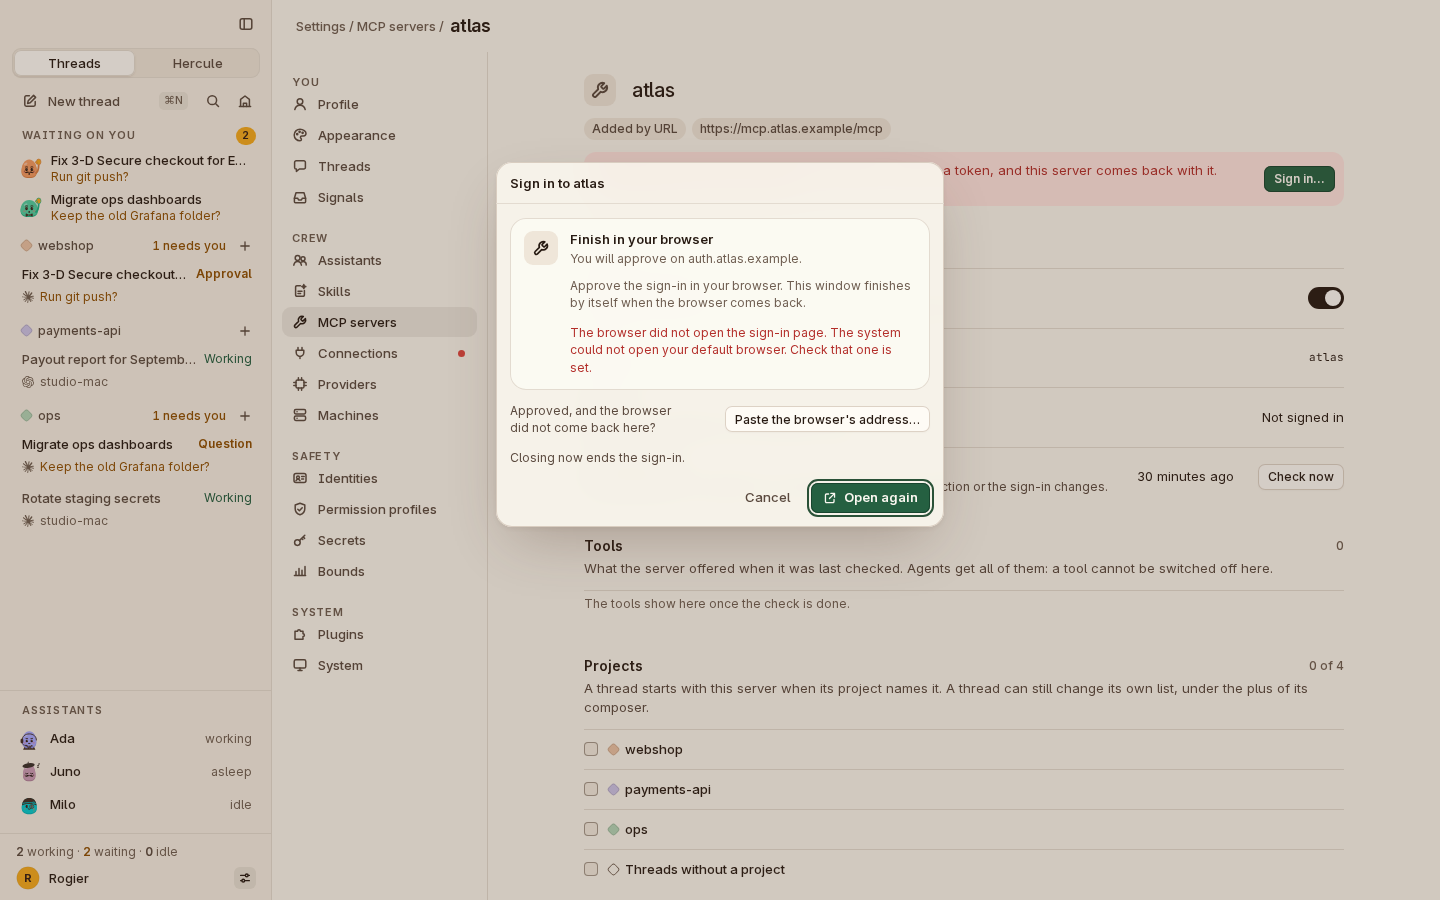 Threads
Hercule
New thread
⌘N
WAITING ON YOU
2
Fix 3-D Secure checkout for E…
Run git push?
Migrate ops dashboards
Keep the old Grafana folder?
webshop
1 needs you
Fix 3-D Secure checkout…
Approval
Run git push?
payments-api
Payout report for Septemb…
Working
studio-mac
ops
1 needs you
Migrate ops dashboards
Question
Keep the old Grafana folder?
Rotate staging secrets
Working
studio-mac
ASSISTANTS
Ada
working
Juno
asleep
Milo
idle
2 working · 2 waiting · 0 idle
R
Rogier
Settings / MCP servers / atlas
YOU
Profile
Appearance
Threads
Signals
CREW
Assistants
Skills
MCP servers
Connections
Providers
Machines
SAFETY
Identities
Permission profiles
Secrets
Bounds
SYSTEM
Plugins
System
atlas
Added by URL
https://mcp.atlas.example/mcp
a token, and this server comes back with it.
Sign in…
atlas
Not signed in
ction or the sign-in changes.
30 minutes ago
Check now
Tools
0
What the server offered when it was last checked. Agents get all of them: a tool cannot be switched off here.
The tools show here once the check is done.
Projects
0 of 4
A thread starts with this server when its project names it. A thread can still change its own list, under the plus of its
composer.
webshop
payments-api
ops
Threads without a project
Sign in to atlas
Finish in your browser
You will approve on auth.atlas.example.
Approve the sign-in in your browser. This window finishes
by itself when the browser comes back.
The browser did not open the sign-in page. The system
could not open your default browser. Check that one is
set.
Approved, and the browser
did not come back here?
Paste the browser's address…
Closing now ends the sign-in.
Cancel
Open again